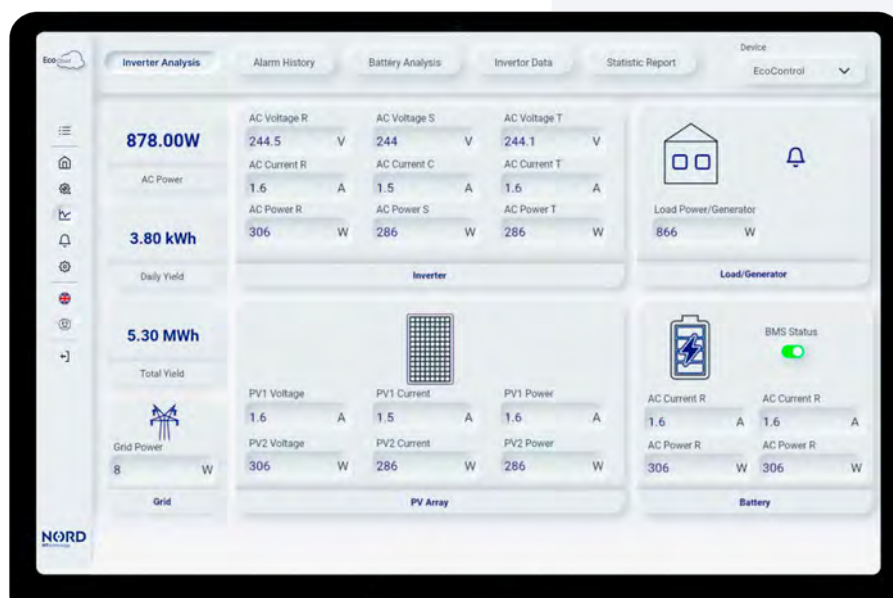 Eco
Inverter Analysis
Alarm History
Battery Analysis
Invertor Data
Statistic Report
Device
EcoControl
878.00W
AC Power
3.80 kWh
Daily Yield
5.30 MWh
Total Yield
Grid Power
8 W
Grid
AC Voltage R AC Voltage S AC Voltage T
244.5 V 244 V 244.1 V
AC Current R AC Current C AC Current T
1.6 A 1.5 A 1.6 A
AC Power R AC Power S AC Power T
306 W 286 W 286 W
Inverter
Load Power/Generator
866 W
Load/Generator
PV1 Voltage PV1 Current PV1 Power
1.6 A 1.5 A 1.6 A
PV2 Voltage PV2 Current PV2 Power
306 W 286 W 286 W
PV Array
BMS Status
AC Current R AC Current R
1.6 A 1.6 A
AC Power R AC Power R
306 W 306 W
Battery
NORD